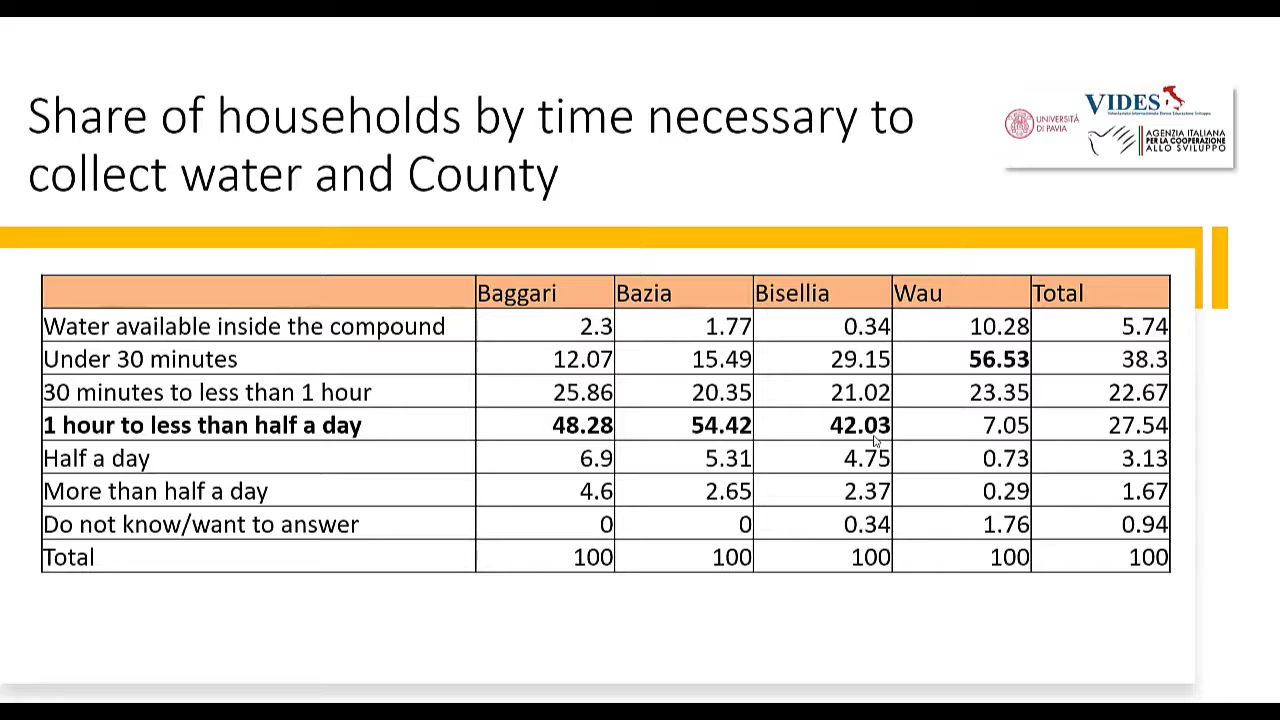 Share of households by time necessary to
collect water and County
UNIVERSITÀ
DI PAVIA
VIDES
AGENZIA ITALIANA
PER LA COOPERAZIONE
ALLO SVILUPPO
Baggari Bazia Bisellia Wau Total
Water available inside the compound 2.3 1.77 0.34 10.28 5.74
Under 30 minutes 12.07 15.49 29.15 56.53 38.3
30 minutes to less than 1 hour 25.86 20.35 21.02 23.35 22.67
1 hour to less than half a day 48.28 54.42 42.03 7.05 27.54
Half a day 6.9 5.31 4.75 0.73 3.13
More than half a day 4.6 2.65 2.37 0.29 1.67
Do not know/want to answer 0 0 0.34 1.76 0.94
Total 100 100 100 100 100